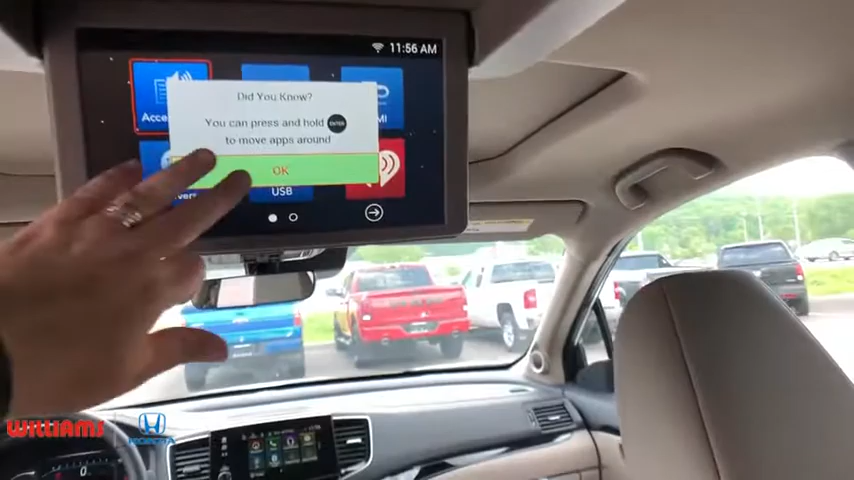 11:56 AM
Did You Know?
You can press and hold ENTER
to move apps around
OK
USB
WILLIAMS
HONDA